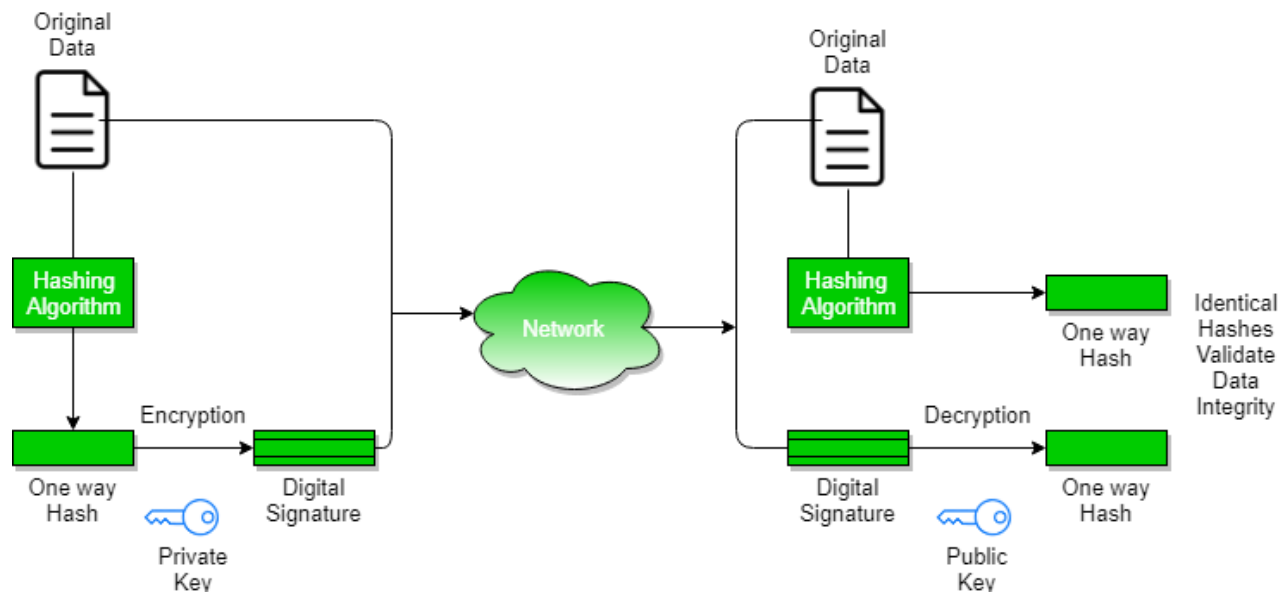 Original
Data
Hashing
Algorithm
One way
Hash
Encryption
Private
Key
Digital
Signature
Network
Original
Data
Hashing
Algorithm
One way
Hash
Identical
Hashes
Validate
Data
Integrity
Digital
Signature
Decryption
Public
Key
One way
Hash